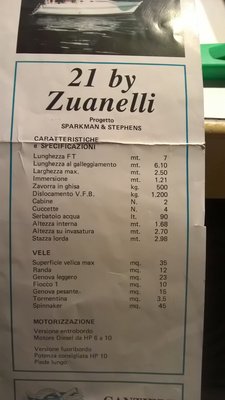 21 by
Zuanelli
Progetto
SPARKMAN & STEPHENS
CARATTERISTICHE
e SPECIFICAZIONI
Lunghezza FT mt. 7
Lunghezza al galleggiamento mt. 6.10
Larghezza max. mt. 2.50
Immersione mt. 1.21
Zavorra in ghisa kg. 500
Dislocamento V.F.B. kg. 1.200
Cabine N. 2
Cuccette N. 4
Serbatoio acqua lt. 90
Altezza interna mt. 1.68
Altezza su invasatura mt. 2.70
Stazza lorda mt. 2.98
VELE
Superficie velica max mq. 35
Randa mq. 12
Genova leggero mq. 23
Fiocco 1 mq. 10
Genova pesante mq. 15
Tormentina mq. 3.5
Spinnaker mq. 45
MOTORIZZAZIONE
Versione entrobordo
Motore Diesel da HP 6 a 10
Versione fuoribordo
Potenza consigliata HP 10
Piede lungo